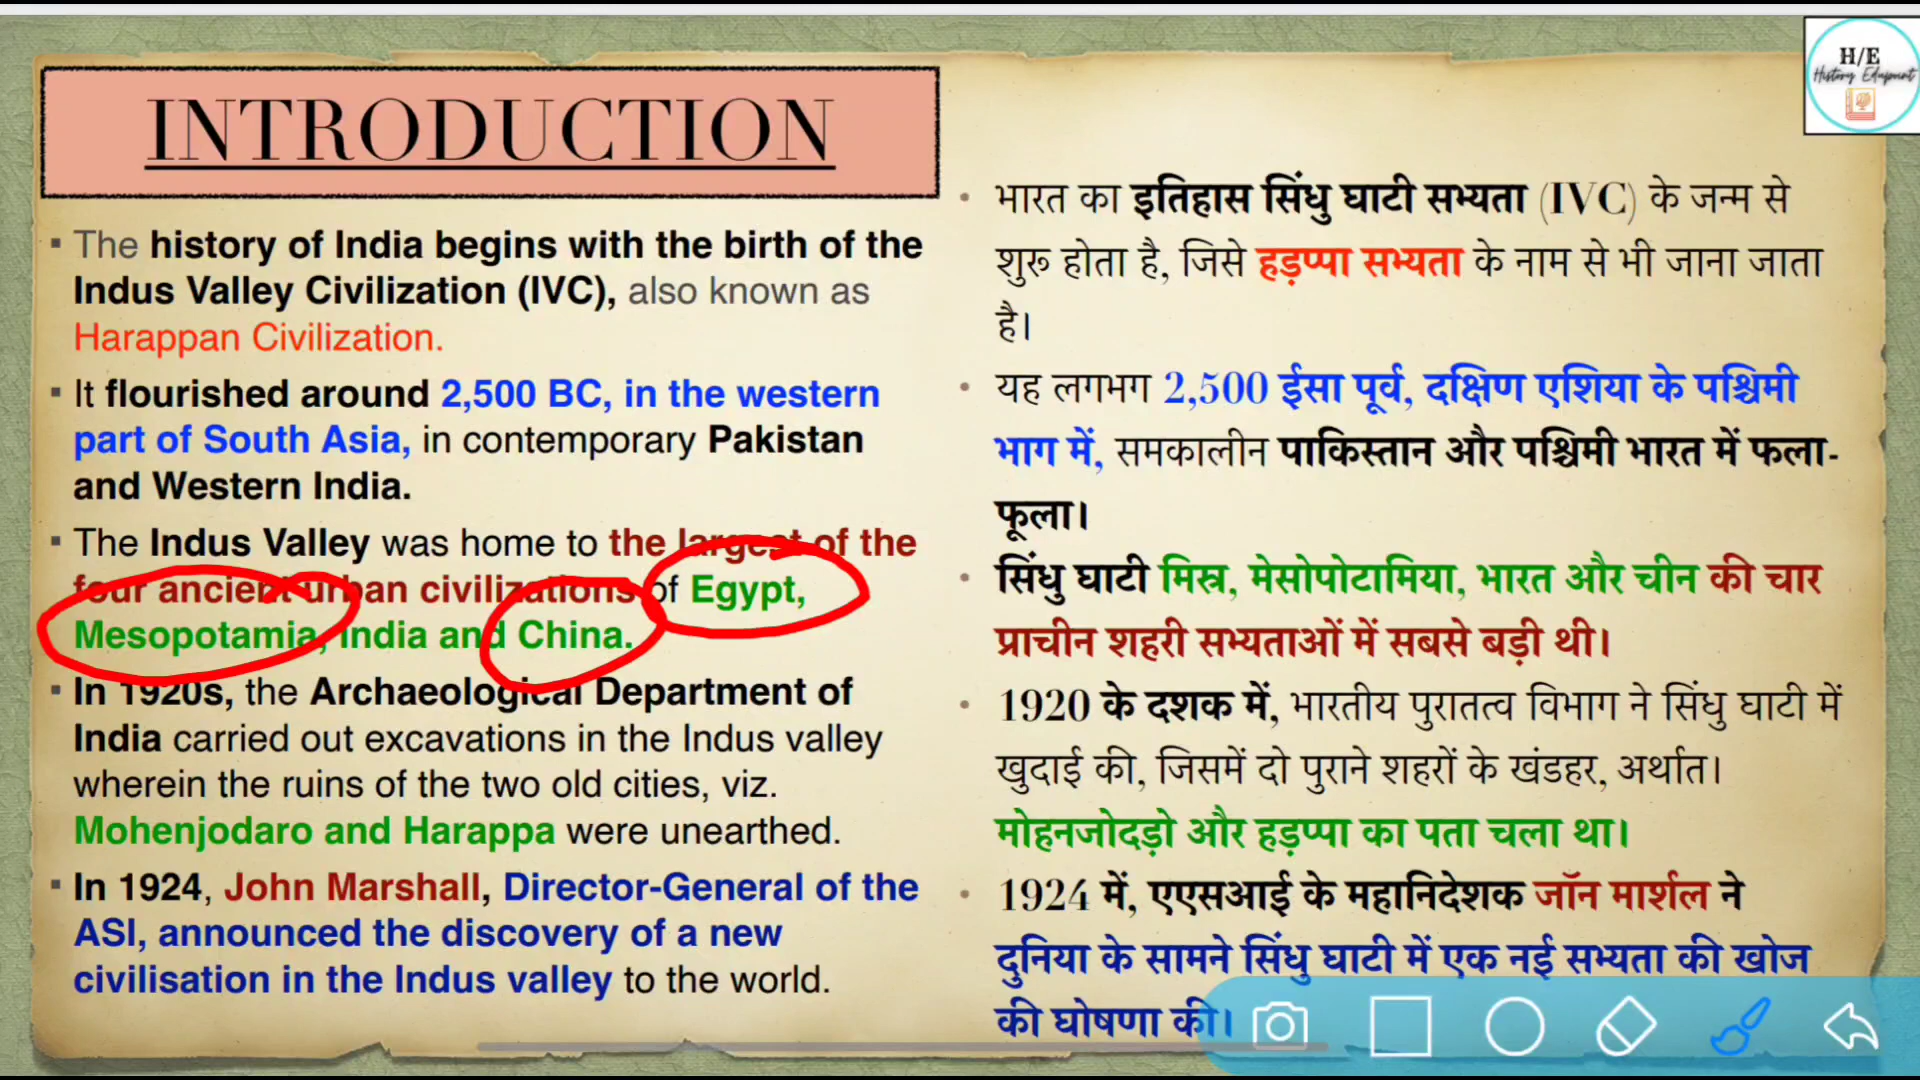 INTRODUCTION
▪ The history of India begins with the birth of the
Indus Valley Civilization (IVC), also known as
Harappan Civilization.
▪ It flourished around 2,500 BC, in the western
part of South Asia, in contemporary Pakistan
and Western India.
▪ The Indus Valley was home to the largest of the
four ancient urban civilizations of Egypt,
Mesopotamia, India and China.
▪ In 1920s, the Archaeological Department of
India carried out excavations in the Indus valley
wherein the ruins of the two old cities, viz.
Mohenjodaro and Harappa were unearthed.
▪ In 1924, John Marshall, Director-General of the
ASI, announced the discovery of a new
civilisation in the Indus valley to the world.
H/E
History Edupoint
• भारत का इतिहास सिंधु घाटी सभ्यता (IVC) के जन्म से
शुरू होता है, जिसे हड़प्पा सभ्यता के नाम से भी जाना जाता
है।
• यह लगभग 2,500 ईसा पूर्व, दक्षिण एशिया के पश्चिमी
भाग में, समकालीन पाकिस्तान और पश्चिमी भारत में फला-
फूला।
• सिंधु घाटी मिस्र, मेसोपोटामिया, भारत और चीन की चार
प्राचीन शहरी सभ्यताओं में सबसे बड़ी थी।
• 1920 के दशक में, भारतीय पुरातत्व विभाग ने सिंधु घाटी में
खुदाई की, जिसमें दो पुराने शहरों के खंडहर, अर्थात।
मोहनजोदड़ो और हड़प्पा का पता चला था।
• 1924 में, एएसआई के महानिदेशक जॉन मार्शल ने
दुनिया के सामने सिंधु घाटी में एक नई सभ्यता की खोज
की घोषणा की।